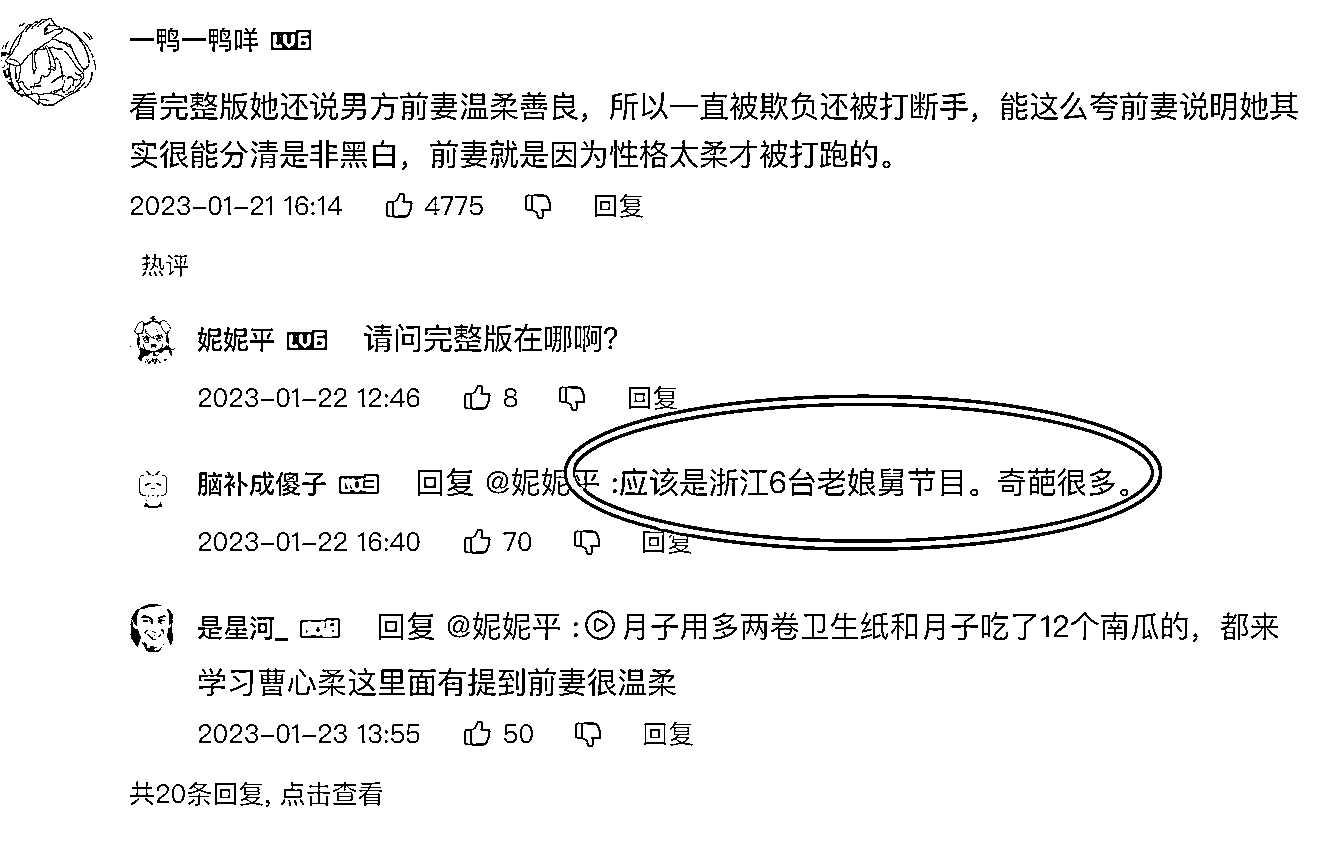 一鸭一鸭咩 LV6
看完整版她还说男方前妻温柔善良，所以一直被欺负还被打断手，能这么夸前妻说明她其
实很能分清是非黑白，前妻就是因为性格太柔才被打跑的。
2023-01-21 16:14 4775 回复
热评
妮妮平 LV6 请问完整版在哪啊？
2023-01-22 12:46 8 回复
脑补成傻子 回复 @妮妮平 :应该是浙江6台老娘舅节目。奇葩很多。
2023-01-22 16:40 70 回复
是星河_ 回复 @妮妮平 : 月子用多两卷卫生纸和月子吃了12个南瓜的，都来
学习曹心柔这里面有提到前妻很温柔
2023-01-23 13:55 50 回复
共20条回复, 点击查看